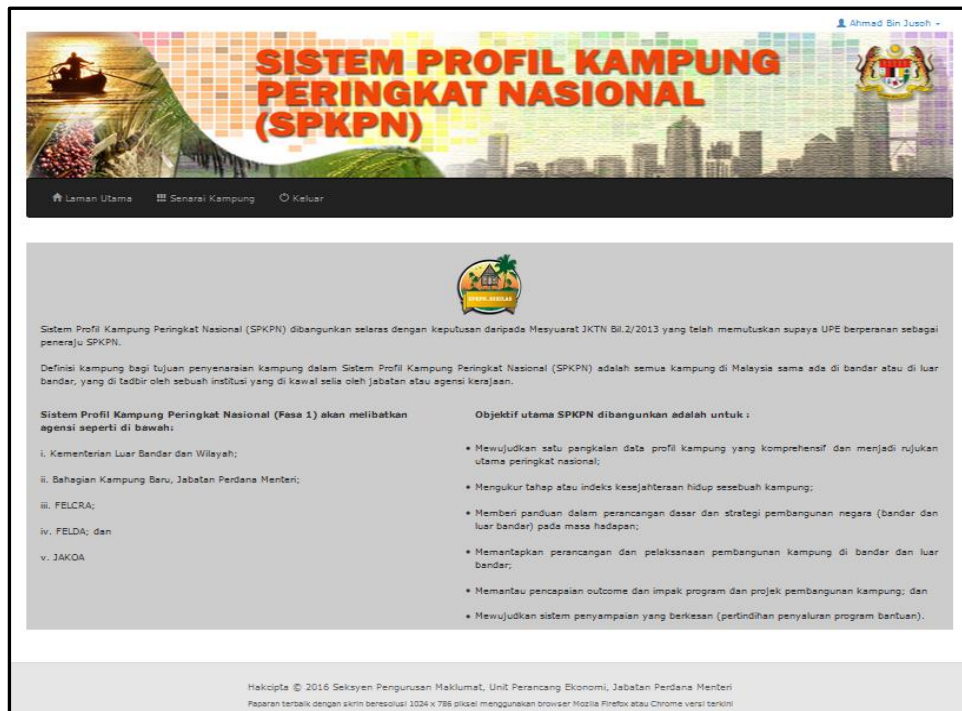 Ahmad Bin Jusoh
SISTEM PROFIL KAMPUNG
PERINGKAT NASIONAL
(SPKPN)
Laman Utama Senarai Kampung Keluar
Sistem Profil Kampung Peringkat Nasional (SPKPN) dibangunkan selaras dengan keputusan daripada Mesyuarat JKTN Bil.2/2013 yang telah memutuskan supaya UPE berperanan sebagai
peneraju SPKPN.
Definisi kampung bagi tujuan penyenaraian kampung dalam Sistem Profil Kampung Peringkat Nasional (SPKPN) adalah semua kampung di Malaysia sama ada di bandar atau di luar
bandar, yang di tadbir oleh sebuah institusi yang di kawal selia oleh jabatan atau agensi kerajaan.
Sistem Profil Kampung Peringkat Nasional (Fasa 1) akan melibatkan
agensi seperti di bawah:
i. Kementerian Luar Bandar dan Wilayah;
ii. Bahagian Kampung Baru, Jabatan Perdana Menteri;
iii. FELCRA;
iv. FELDA; dan
v. JAKOA
Objektif utama SPKPN dibangunkan adalah untuk :
• Mewujudkan satu pangkalan data profil kampung yang komprehensif dan menjadi rujukan
utama peringkat nasional;
• Mengukur tahap atau indeks kesejahteraan hidup sesebuah kampung;
• Memberi panduan dalam perancangan dasar dan strategi pembangunan negara (bandar dan
luar bandar) pada masa hadapan;
• Memantapkan perancangan dan pelaksanaan pembangunan kampung di bandar dan luar
bandar;
• Memantau pencapaian outcome dan impak program dan projek pembangunan kampung; dan
• Mewujudkan sistem penyampaian yang berkesan (pertindihan penyaluran program bantuan).
Hakcipta © 2016 Seksyen Pengurusan Maklumat, Unit Perancang Ekonomi, Jabatan Perdana Menteri
Paparan terbaik dengan skrin beresolusi 1024 x 786 piksel menggunakan browser Mozilla Firefox atau Chrome versi terkini